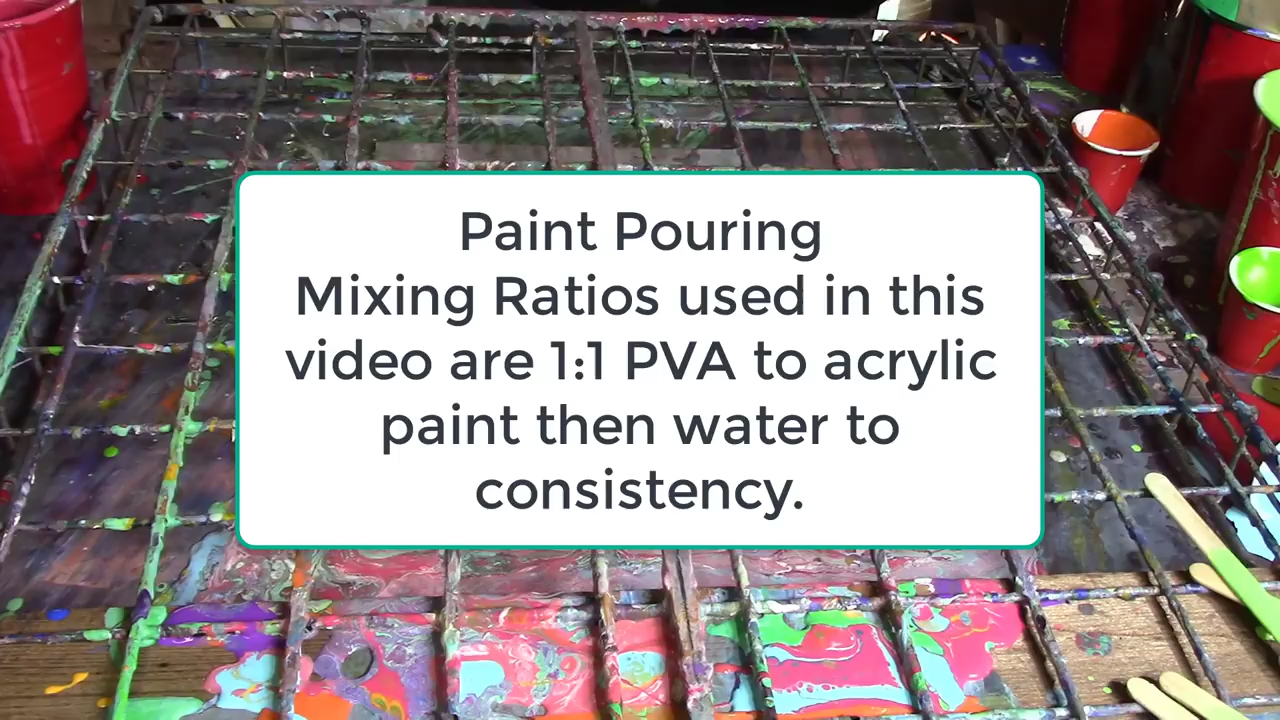 Paint Pouring
Mixing Ratios used in this
video are 1:1 PVA to acrylic
paint then water to
consistency.